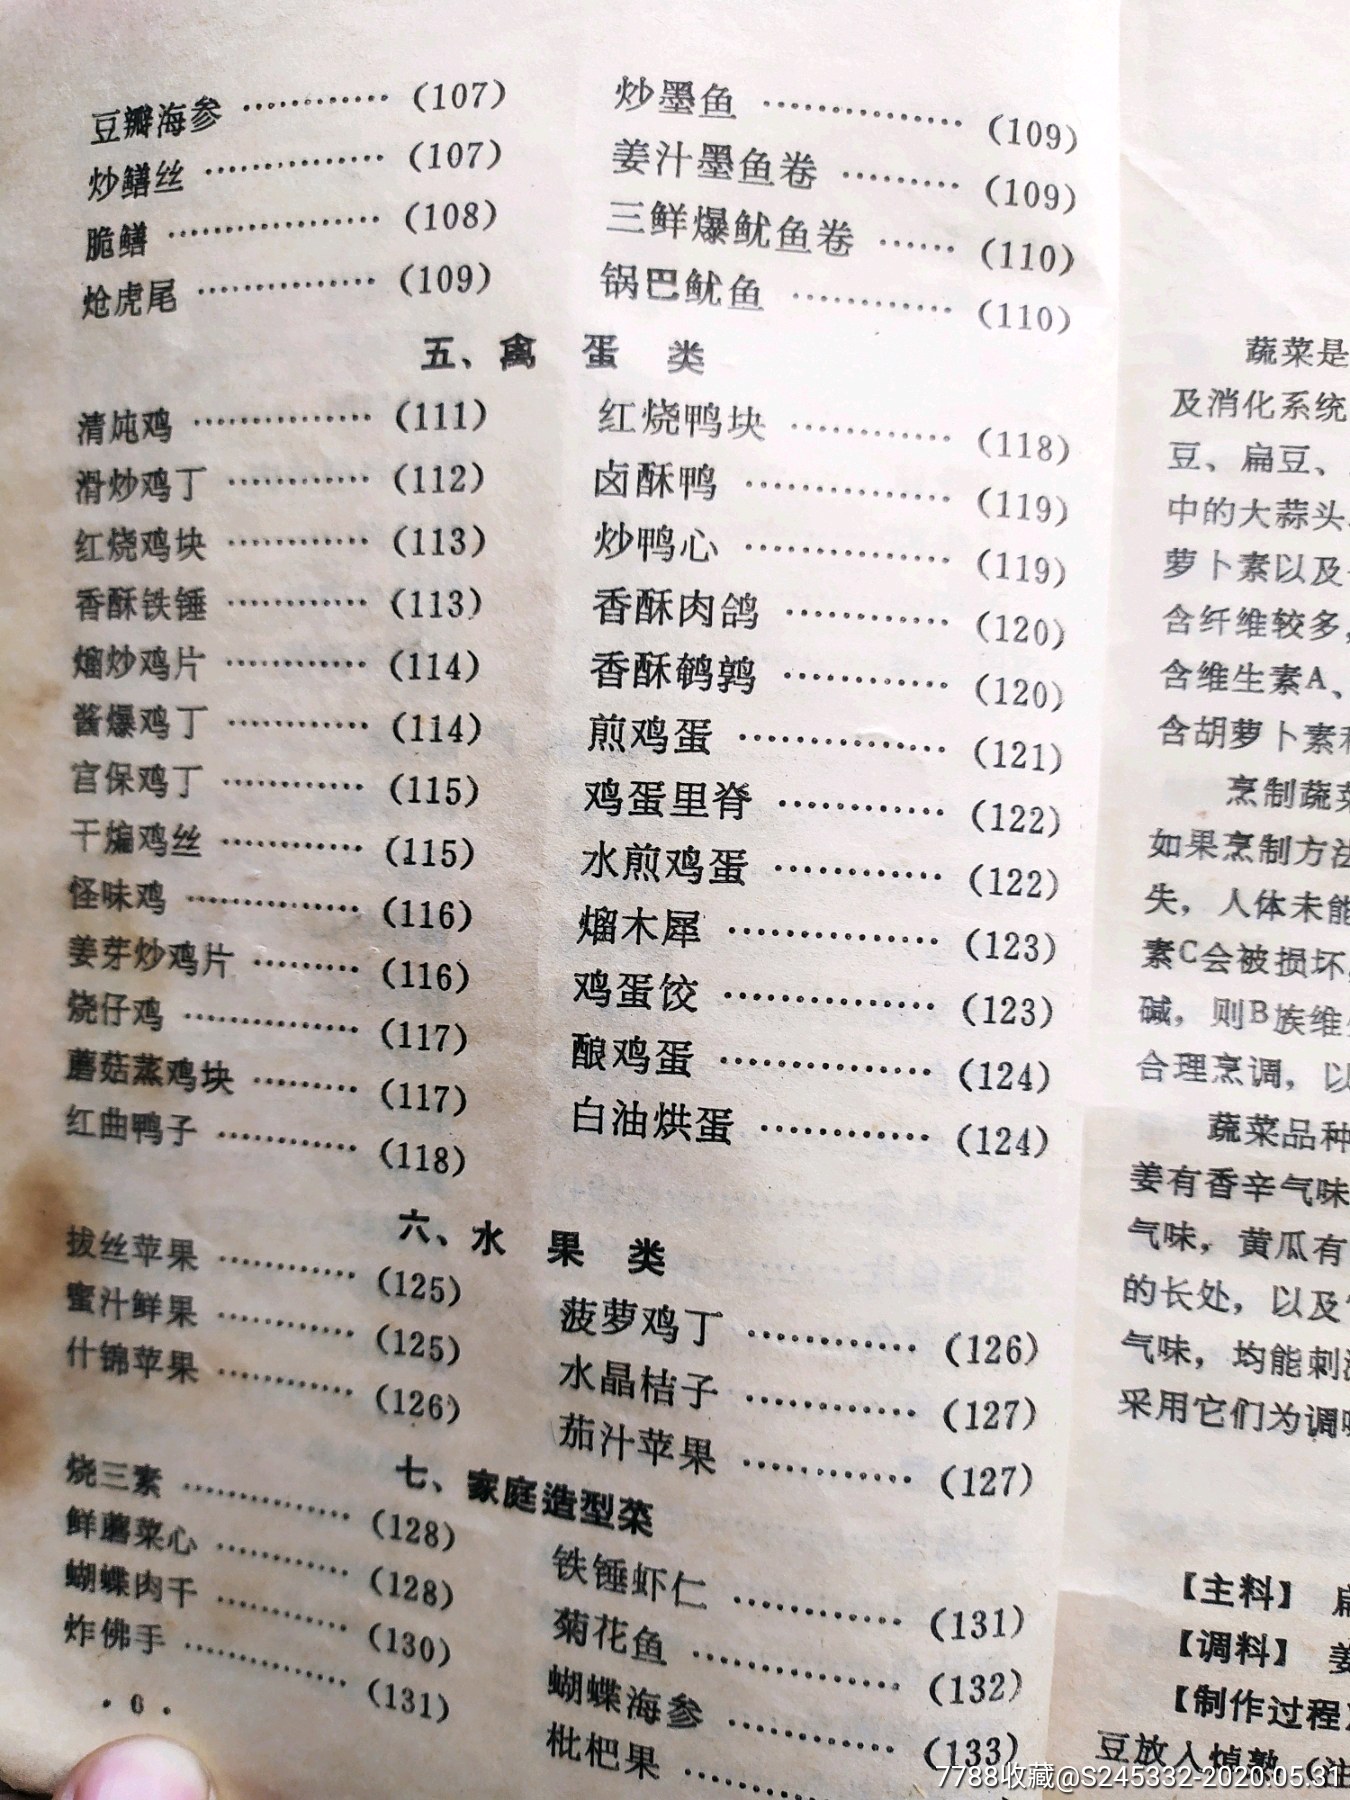 豆瓣海参 ………… (107)
炒鳝丝 …………… (107)
脆鳝 ……………… (108)
炝虎尾 …………… (109)
炒墨鱼 …………… (109)
姜汁墨鱼卷 ……… (109)
三鲜爆鱿鱼卷 …… (110)
锅巴鱿鱼 ………… (110)
五、禽 蛋 类
清炖鸡 …………… (111)
滑炒鸡丁 ………… (112)
红烧鸡块 ………… (113)
香酥铁锤 ………… (113)
熘炒鸡片 ………… (114)
酱爆鸡丁 ………… (114)
宫保鸡丁 ………… (115)
干煸鸡丝 ………… (115)
怪味鸡 …………… (116)
姜芽炒鸡片 ……… (116)
烧仔鸡 …………… (117)
蘑菇蒸鸡块 ……… (117)
红曲鸭子 ………… (118)
红烧鸭块 ………… (118)
卤酥鸭 …………… (119)
炒鸭心 …………… (119)
香酥肉鸽 ………… (120)
香酥鹌鹑 ………… (120)
煎鸡蛋 …………… (121)
鸡蛋里脊 ………… (122)
水煎鸡蛋 ………… (122)
熘木犀 …………… (123)
鸡蛋饺 …………… (123)
酿鸡蛋 …………… (124)
白油烘蛋 ………… (124)
六、水 果 类
拔丝苹果 ………… (125)
蜜汁鲜果 ………… (125)
什锦苹果 ………… (126)
菠萝鸡丁 ………… (126)
水晶桔子 ………… (127)
茄汁苹果 ………… (127)
七、家庭造型菜
烧三素 …………… (128)
鲜蘑菜心 ………… (128)
蝴蝶肉干 ………… (130)
炸佛手 …………… (131)
铁锤虾仁 ………… (131)
菊花鱼 …………… (132)
蝴蝶海参 ………… (133)
枇杷果 …………
· 6 ·
蔬菜是
及消化系统
豆、扁豆、
中的大蒜头
萝卜素以及
含纤维较多，
含维生素A、
含胡萝卜素
烹制蔬菜
如果烹制方法
失，人体未能
素C会被损坏，
碱，则B族维
合理烹调，以
蔬菜品种
姜有香辛气味
气味，黄瓜有
的长处，以及
气味，均能刺
采用它们为调
【主料】 扁
【调料】 姜
【制作过程】
豆放入焯熟（注
7788收藏@S245332-2020.05.31